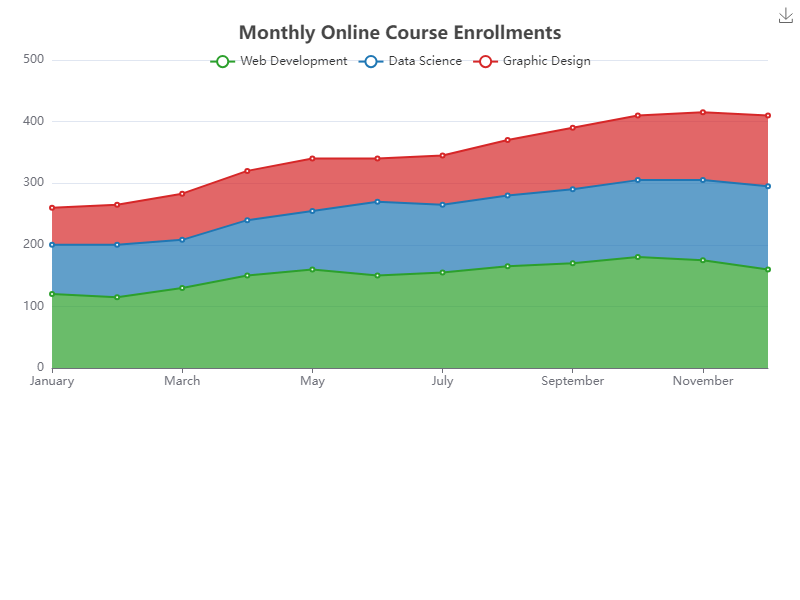 Monthly Online Course Enrollments
Web Development Data Science Graphic Design
500
400
300
200
100
0
January March May July September November